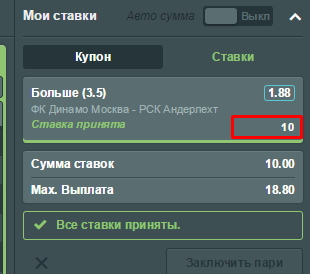 Мои ставки Авто сумма Выкл
Купон Ставки
Больше (3.5) 1.88
ФК Динамо Москва - РСК Андерлехт
Ставка принята 10
Сумма ставок 10.00
Мах. Выплата 18.80
Все ставки приняты.
Заключить пари